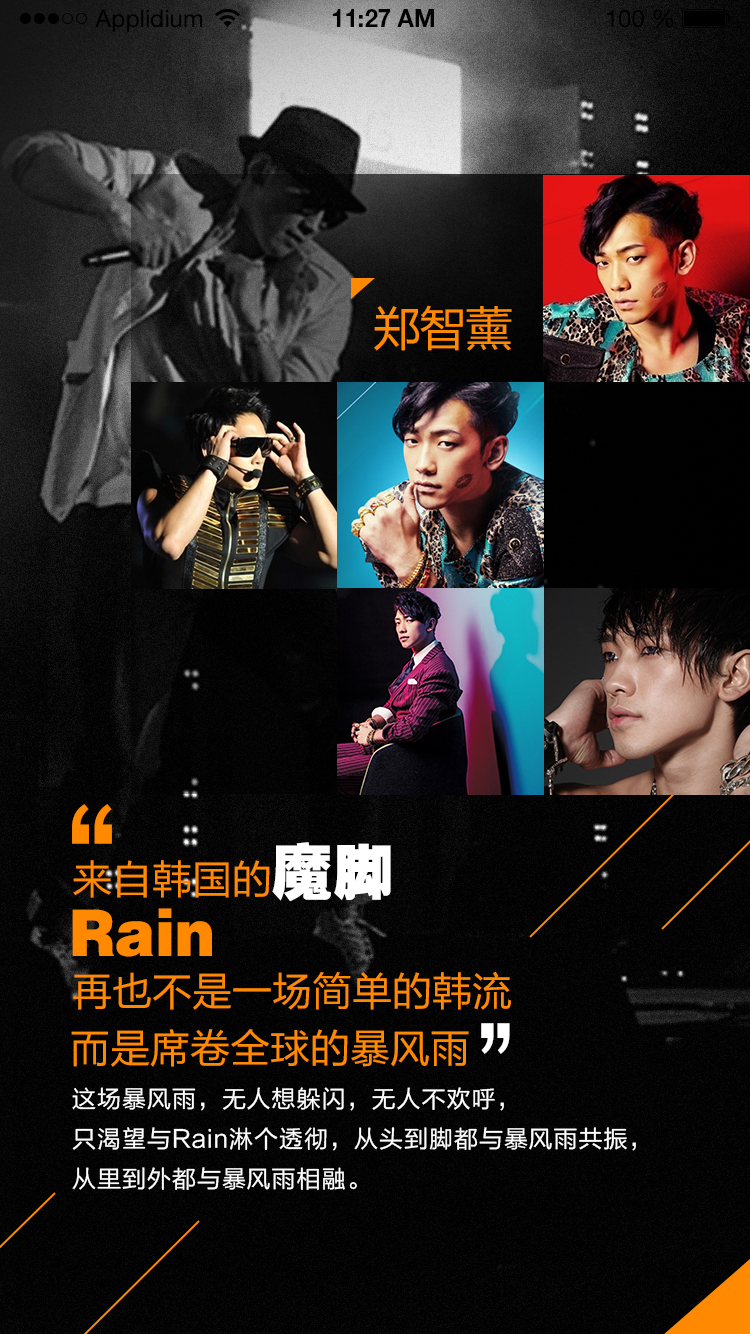 Applidium 11:27 AM 100 %
郑智薰
“
来自韩国的魔脚
Rain
再也不是一场简单的韩流
而是席卷全球的暴风雨”
这场暴风雨，无人想躲闪，无人不欢呼，
只渴望与Rain淋个透彻，从头到脚都与暴风雨共振，
从里到外都与暴风雨相融。